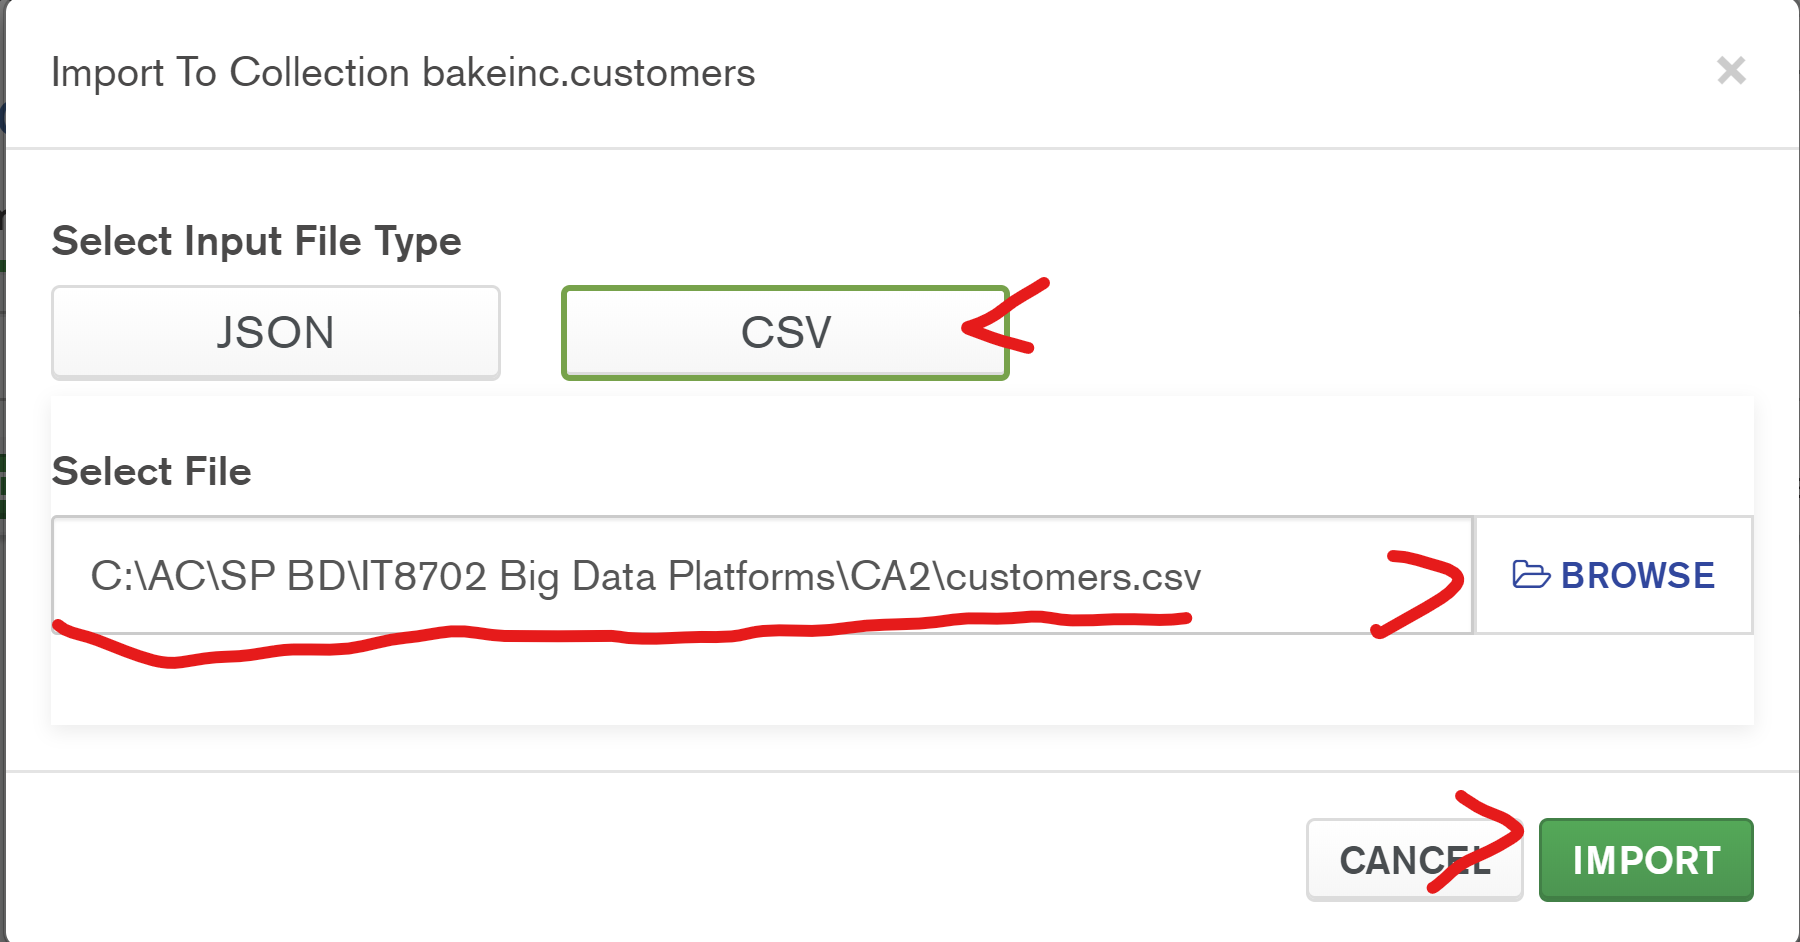 Import To Collection bakeinc.customers
×
Select Input File Type
JSON CSV
Select File
C:\AC\SP BD\IT8702 Big Data Platforms\CA2\customers.csv BROWSE
CANCEL IMPORT